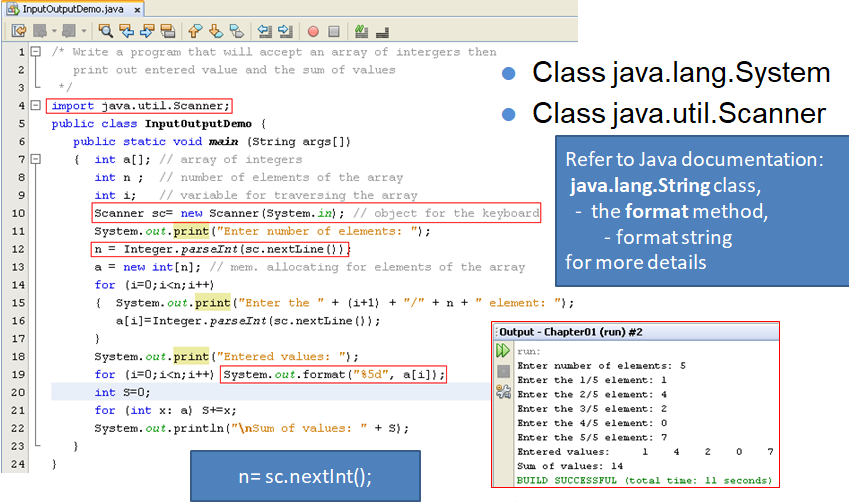 InputOutputDemo.java x
1 /* Write a program that will accept an array of intergers then
2 print out entered value and the sum of values
3 */
4 import java.util.Scanner;
5 public class InputOutputDemo {
6 public static void main (String args[])
7 { int a[]; // array of integers
8 int n ; // number of elements of the array
9 int i; // variable for traversing the array
10 Scanner sc= new Scanner(System.in); // object for the keyboard
11 System.out.print("Enter number of elements: ");
12 n = Integer.parseInt(sc.nextLine());
13 a = new int[n]; // mem. allocating for elements of the array
14 for (i=0;i<n;i++)
15 { System.out.print("Enter the " + (i+1) + "/" + n + " element: ");
16 a[i]=Integer.parseInt(sc.nextLine());
17 }
18 System.out.print("Entered values: ");
19 for (i=0;i<n;i++) System.out.format("%5d", a[i]);
20 int S=0;
21 for (int x: a) S+=x;
22 System.out.println("\nSum of values: " + S);
23 }
24 }
• Class java.lang.System
• Class java.util.Scanner
Refer to Java documentation:
java.lang.String class,
- the format method,
- format string
for more details
Output - Chapter01 (run) #2
run:
Enter number of elements: 5
Enter the 1/5 element: 1
Enter the 2/5 element: 4
Enter the 3/5 element: 2
Enter the 4/5 element: 0
Enter the 5/5 element: 7
Entered values: 1 4 2 0 7
Sum of values: 14
BUILD SUCCESSFUL (total time: 11 seconds)
n= sc.nextInt();